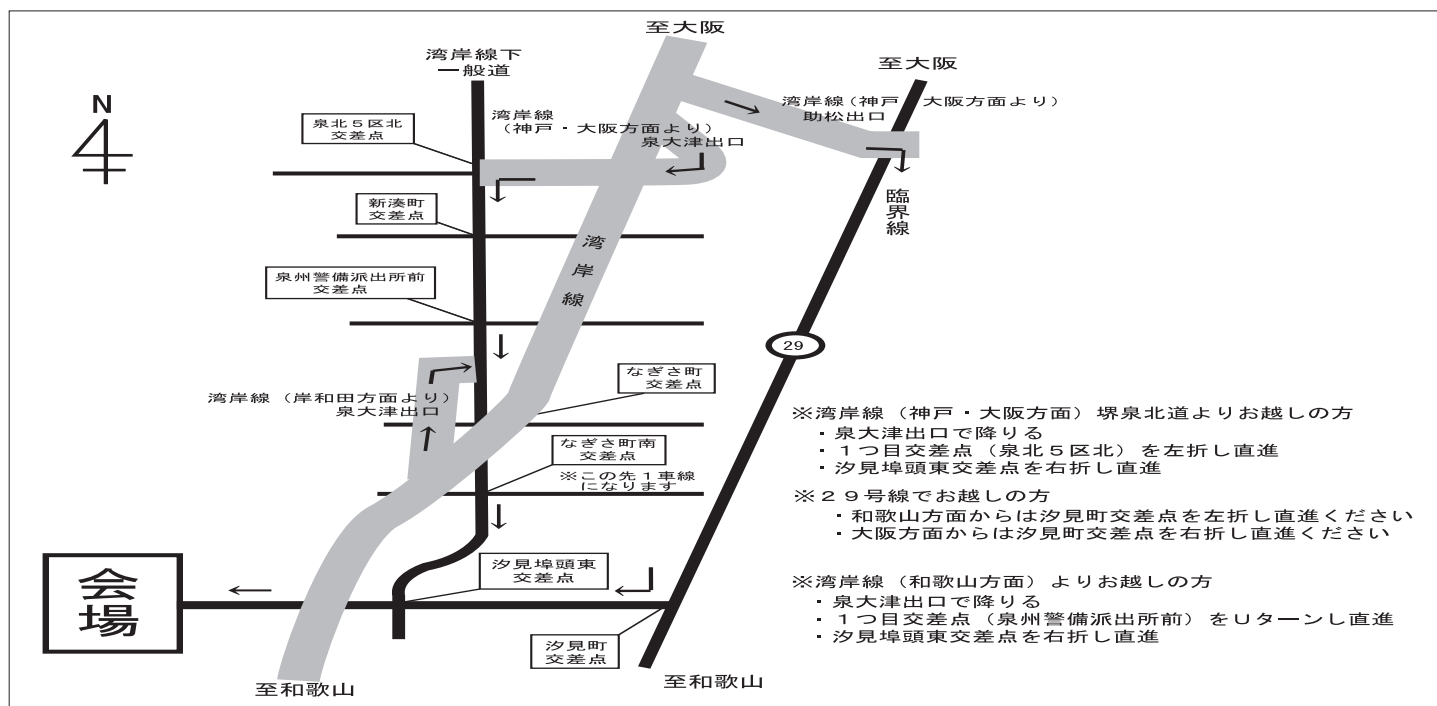 至大阪
湾岸線下
一般道
至大阪
N
湾岸線(神戸・大阪方面より)
助松出口
湾岸線
(神戸・大阪方面より)
泉大津出口
泉北5区北
交差点
臨界線
新湊町
交差点
湾岸線
泉州警備派出所前
交差点
29
なぎさ町
交差点
湾岸線(岸和田方面より)
泉大津出口
なぎさ町南
交差点
※この先1車線
になります
※湾岸線(神戸・大阪方面)堺泉北道よりお越しの方
・泉大津出口で降りる
・1つ目交差点(泉北5区北)を左折し直進
・汐見埠頭東交差点を右折し直進
※29号線でお越しの方
・和歌山方面からは汐見町交差点を左折し直進ください
・大阪方面からは汐見町交差点を右折し直進ください
※湾岸線(和歌山方面)よりお越しの方
・泉大津出口で降りる
・1つ目交差点(泉州警備派出所前)をUターンし直進
・汐見埠頭東交差点を右折し直進
会場
汐見埠頭東
交差点
汐見町
交差点
至和歌山
至和歌山